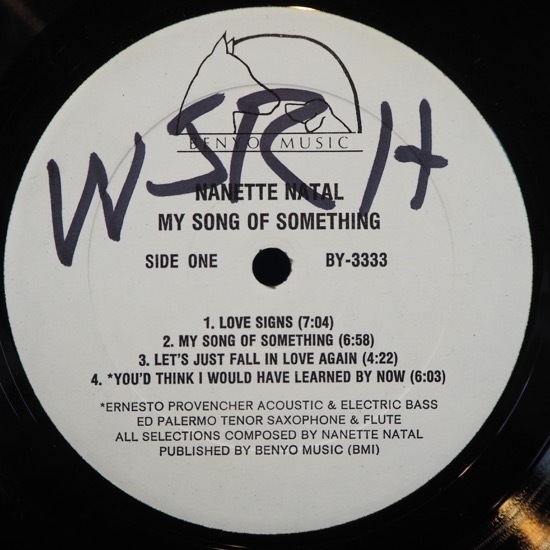 WSRH
BENYO MUSIC
NANETTE NATAL
MY SONG OF SOMETHING
SIDE ONE BY-3333
1. LOVE SIGNS (7:04)
2. MY SONG OF SOMETHING (6:58)
3. LET'S JUST FALL IN LOVE AGAIN (4:22)
4. *YOU'D THINK I WOULD HAVE LEARNED BY NOW (6:03)
*ERNESTO PROVENCHER ACOUSTIC & ELECTRIC BASS
ED PALERMO TENOR SAXOPHONE & FLUTE
ALL SELECTIONS COMPOSED BY NANETTE NATAL
PUBLISHED BY BENYO MUSIC (BMI)